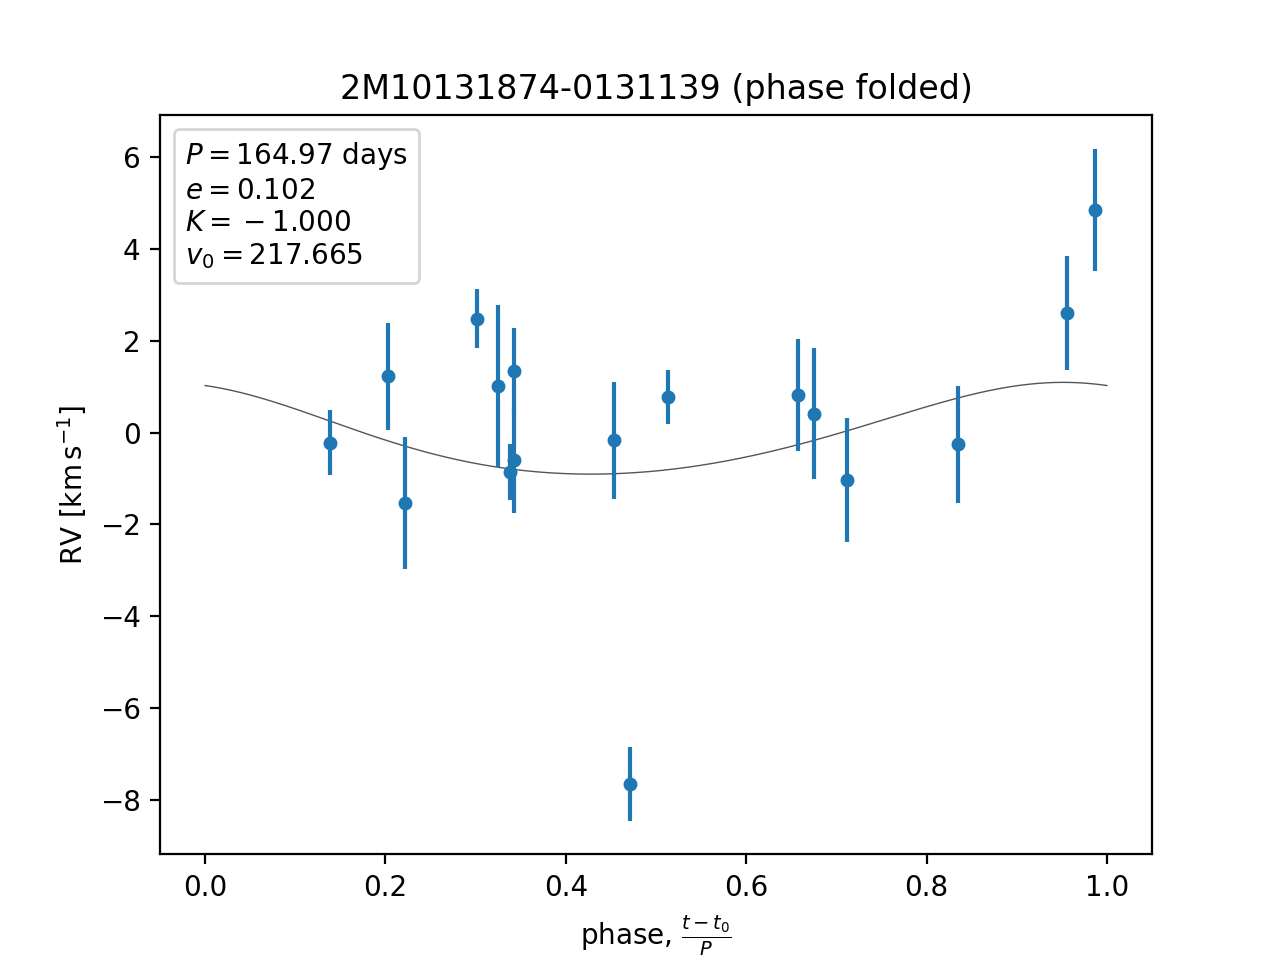 2M10131874-0131139 (phase folded)
P = 164.97 days
e = 0.102
K = −1.000
v₀ = 217.665
6
4
2
0
−2
−4
−6
−8
RV [km s⁻¹]
0.0 0.2 0.4 0.6 0.8 1.0
phase, (t − t₀)/P